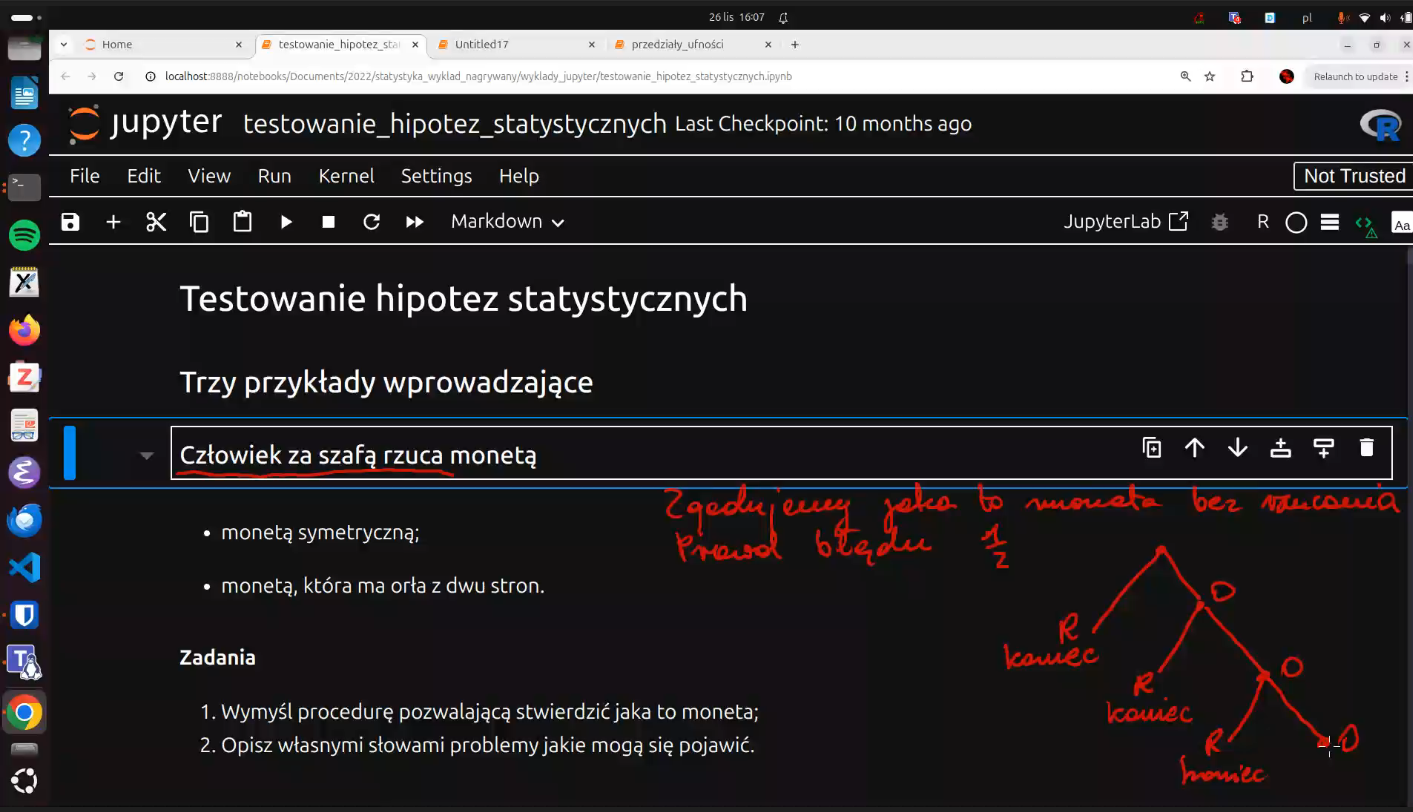 26 lis 16:07
pl
Home
testowanie_hipotez_sta
Untitled17
przedziały_ufności
localhost:8888/notebooks/Documents/2022/statystyka_wyklad_nagrywany/wyklady_jupyter/testowanie_hipotez_statystycznych.ipynb
Relaunch to update
jupyter testowanie_hipotez_statystycznych Last Checkpoint: 10 months ago
File Edit View Run Kernel Settings Help
Not Trusted
Markdown
JupyterLab
R
Aa
Testowanie hipotez statystycznych
Trzy przykłady wprowadzające
Człowiek za szafą rzuca monetą
Zgadujemy jaka to moneta bez rzucania
Prawd błędu 1/2
• monetą symetryczną;
• monetą, która ma orła z dwu stron.
O
R
koniec
O
R
koniec
O
R
koniec
Zadania
1. Wymyśl procedurę pozwalającą stwierdzić jaka to moneta;
2. Opisz własnymi słowami problemy jakie mogą się pojawić.